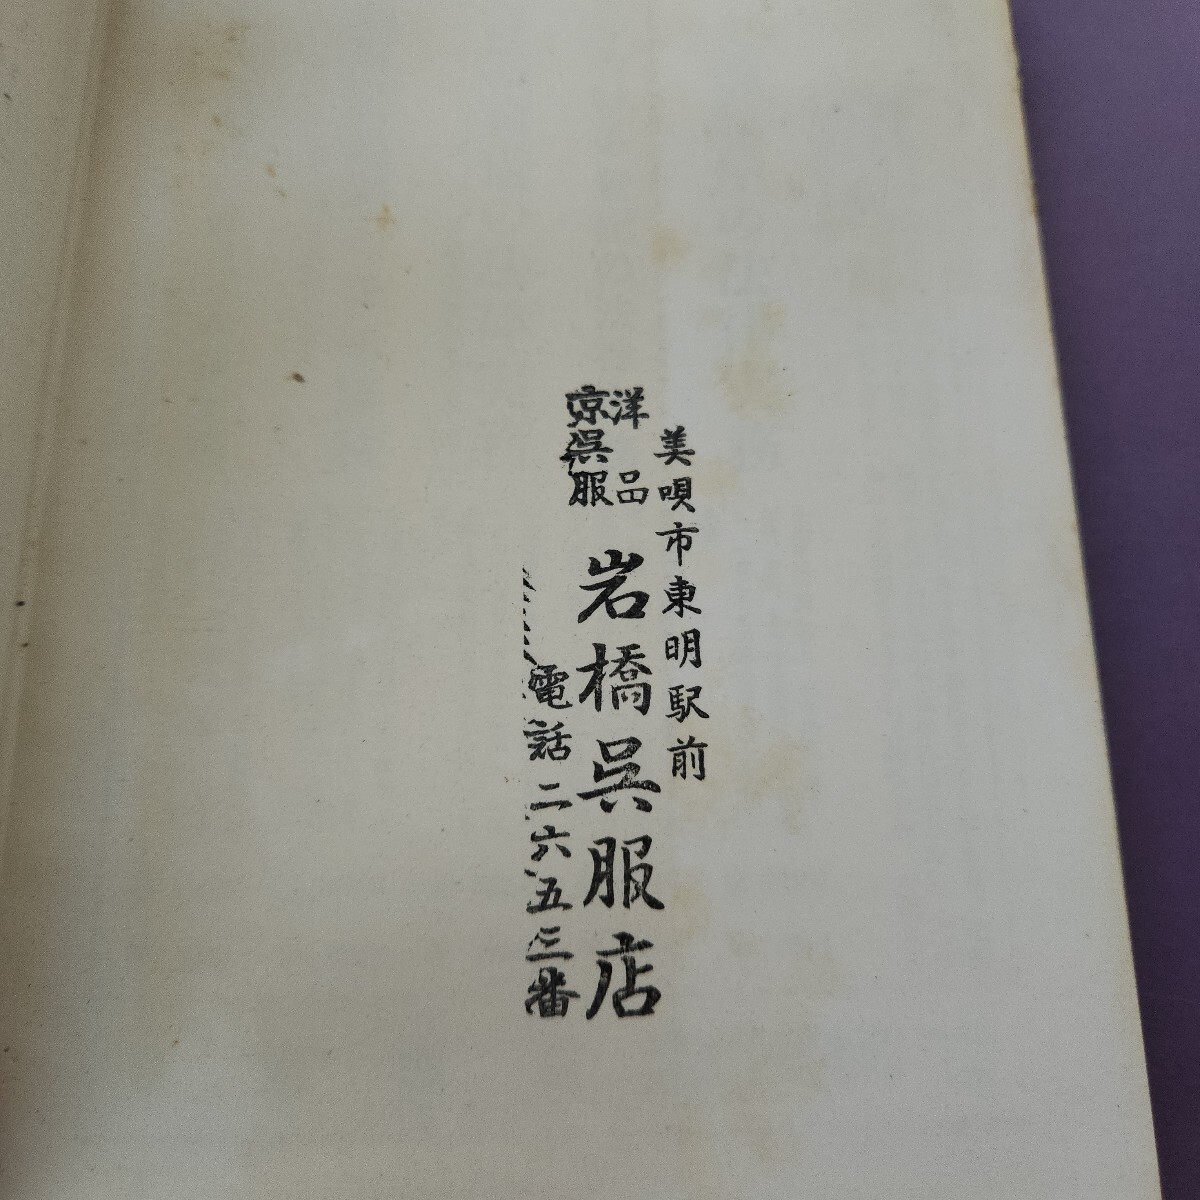 美唄市東明駅前
洋品
京呉服
岩橋呉服店
電話二六五三番